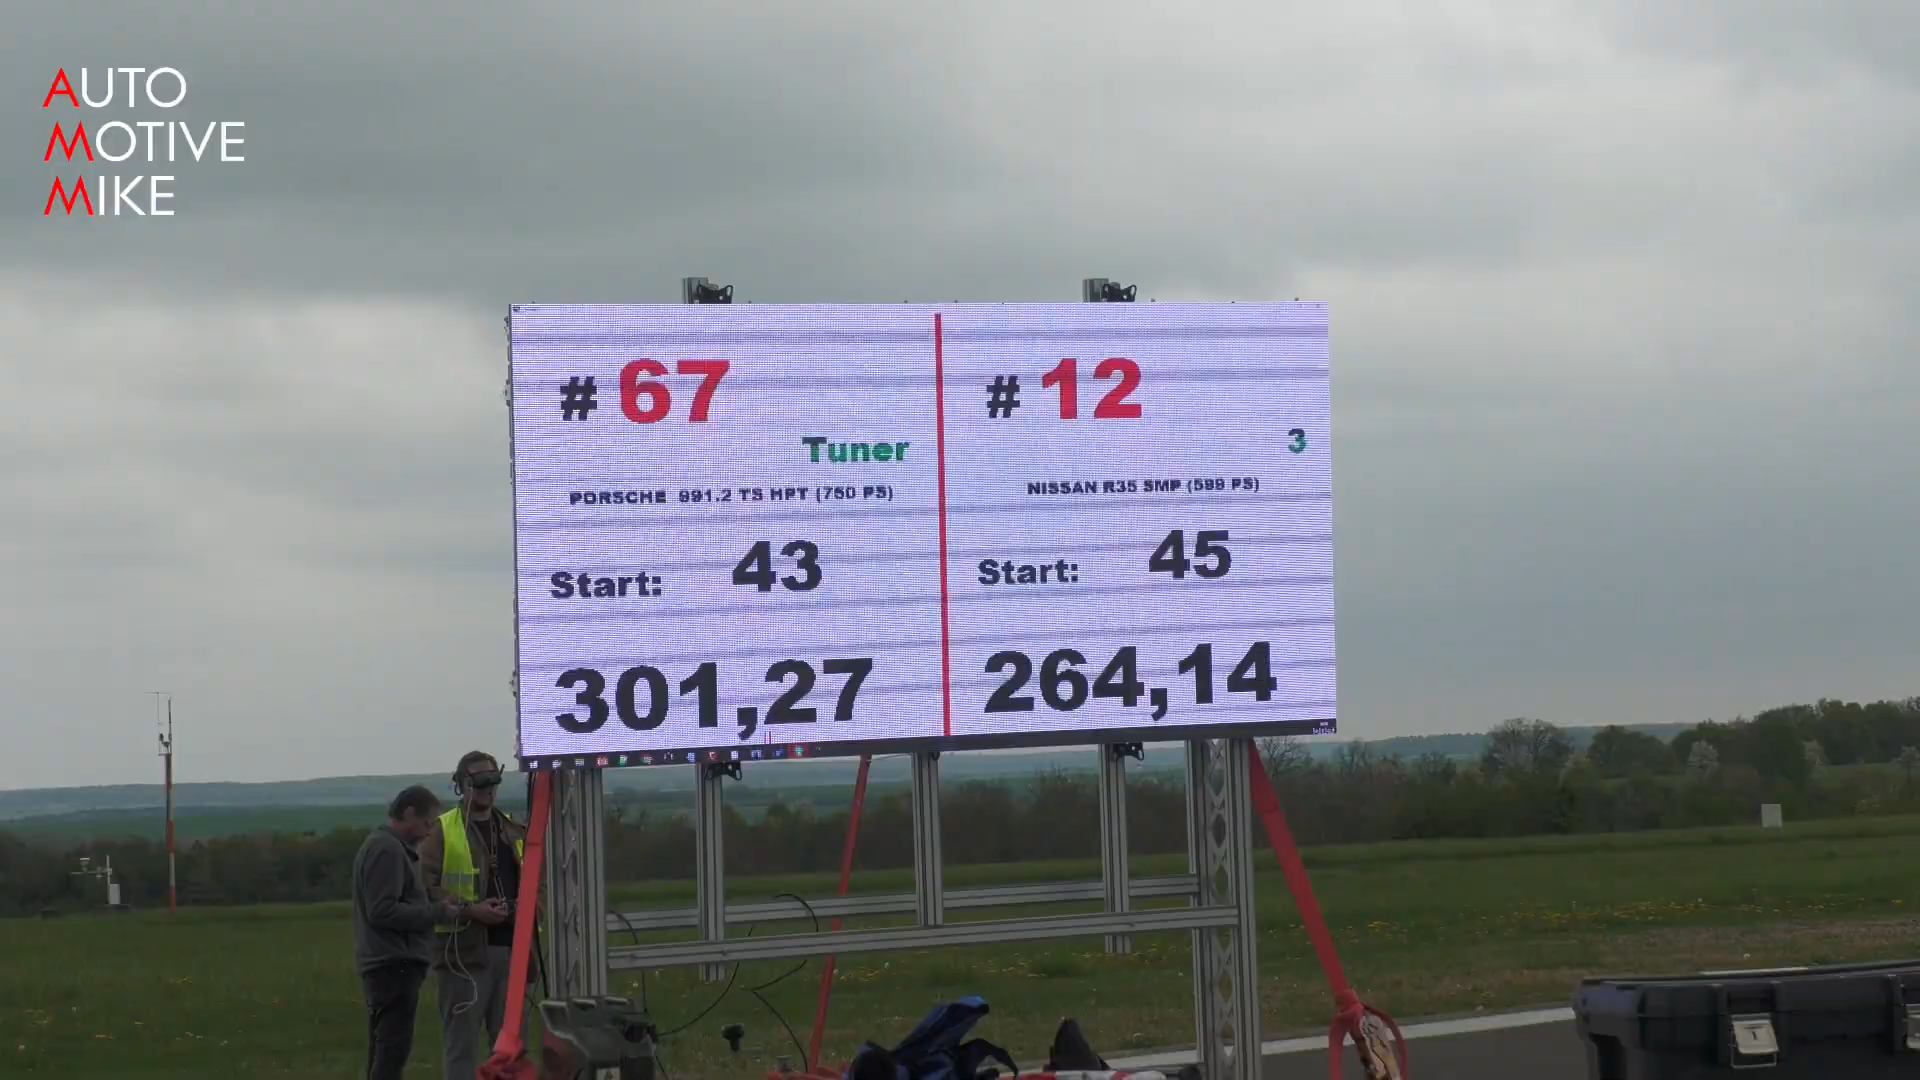 AUTO
MOTIVE
MIKE
# 67
Tuner
PORSCHE 991.2 TS HPT (750 PS)
Start: 43
301,27
# 12
3
NISSAN R35 SMP (599 PS)
Start: 45
264,14